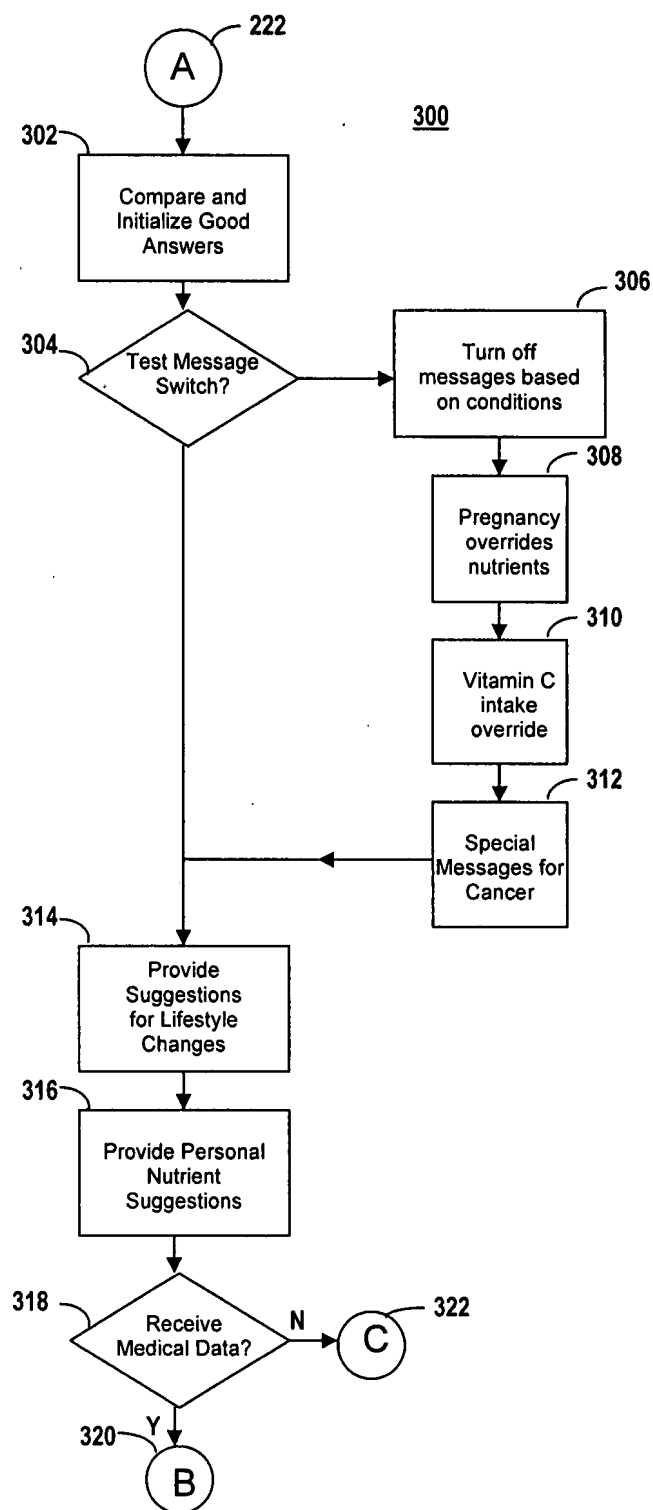 222
A
300
302
Compare and
Initialize Good
Answers
306
304
Test Message
Switch?
Turn off
messages based
on conditions
308
Pregnancy
overrides
nutrients
310
Vitamin C
intake
override
312
Special
Messages for
Cancer
314
Provide
Suggestions
for Lifestyle
Changes
316
Provide Personal
Nutrient
Suggestions
318
Receive
Medical Data?
N
322
C
Y
320
B